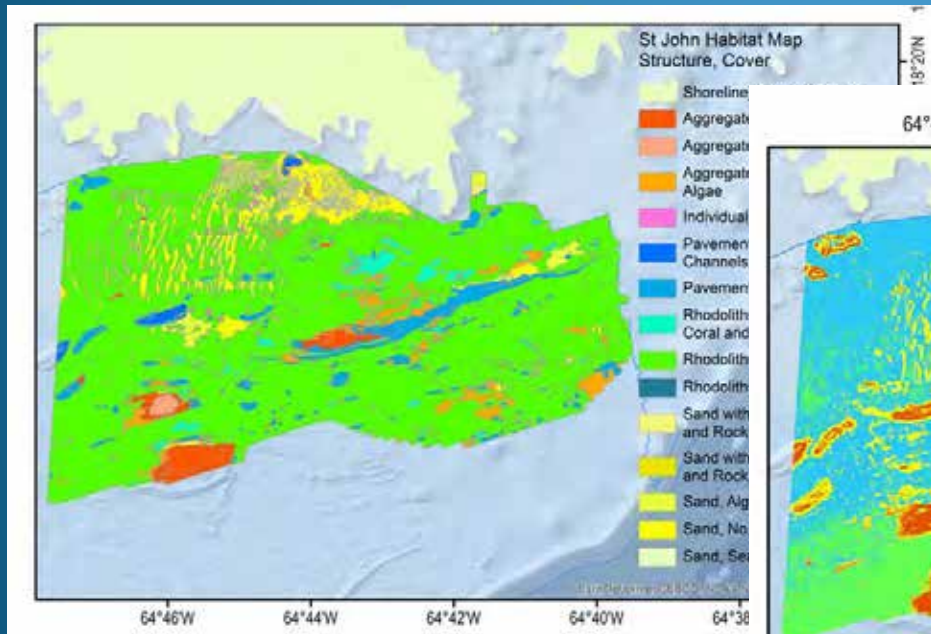 St John Habitat Map
Structure, Cover
Shoreline
Aggregate
Aggregate
Aggregate
Algae
Individual
Pavement
Channels
Pavement
Rhodoliths
Coral and
Rhodolith
Rhodoliths
Sand with
and Rock
Sand with
and Rock
Sand, Alg
Sand, No
Sand, Sea
18°20'N
64°
64°46'W
64°44'W
64°42'W
64°40'W
64°38'